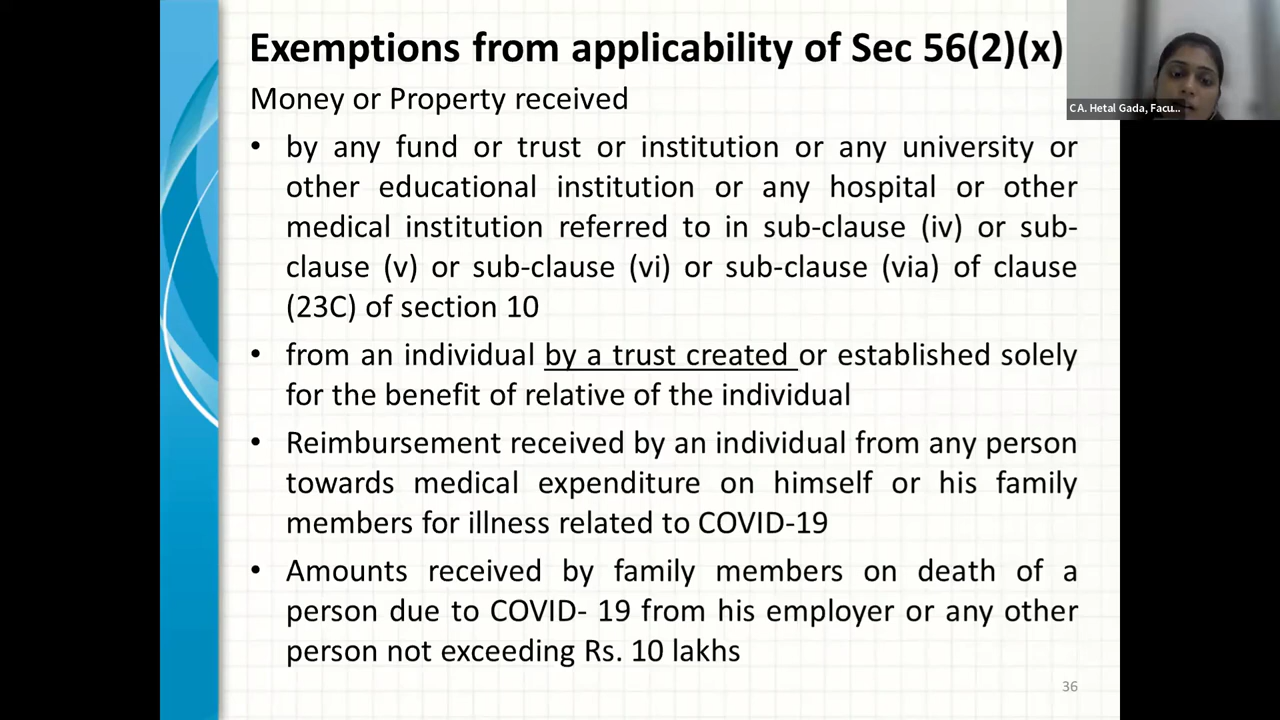 Exemptions from applicability of Sec 56(2)(x)
CA. Hetal Gada, Facu...
Money or Property received
• by any fund or trust or institution or any university or
other educational institution or any hospital or other
medical institution referred to in sub-clause (iv) or sub-
clause (v) or sub-clause (vi) or sub-clause (via) of clause
(23C) of section 10
• from an individual by a trust created or established solely
for the benefit of relative of the individual
• Reimbursement received by an individual from any person
towards medical expenditure on himself or his family
members for illness related to COVID-19
• Amounts received by family members on death of a
person due to COVID- 19 from his employer or any other
person not exceeding Rs. 10 lakhs
36